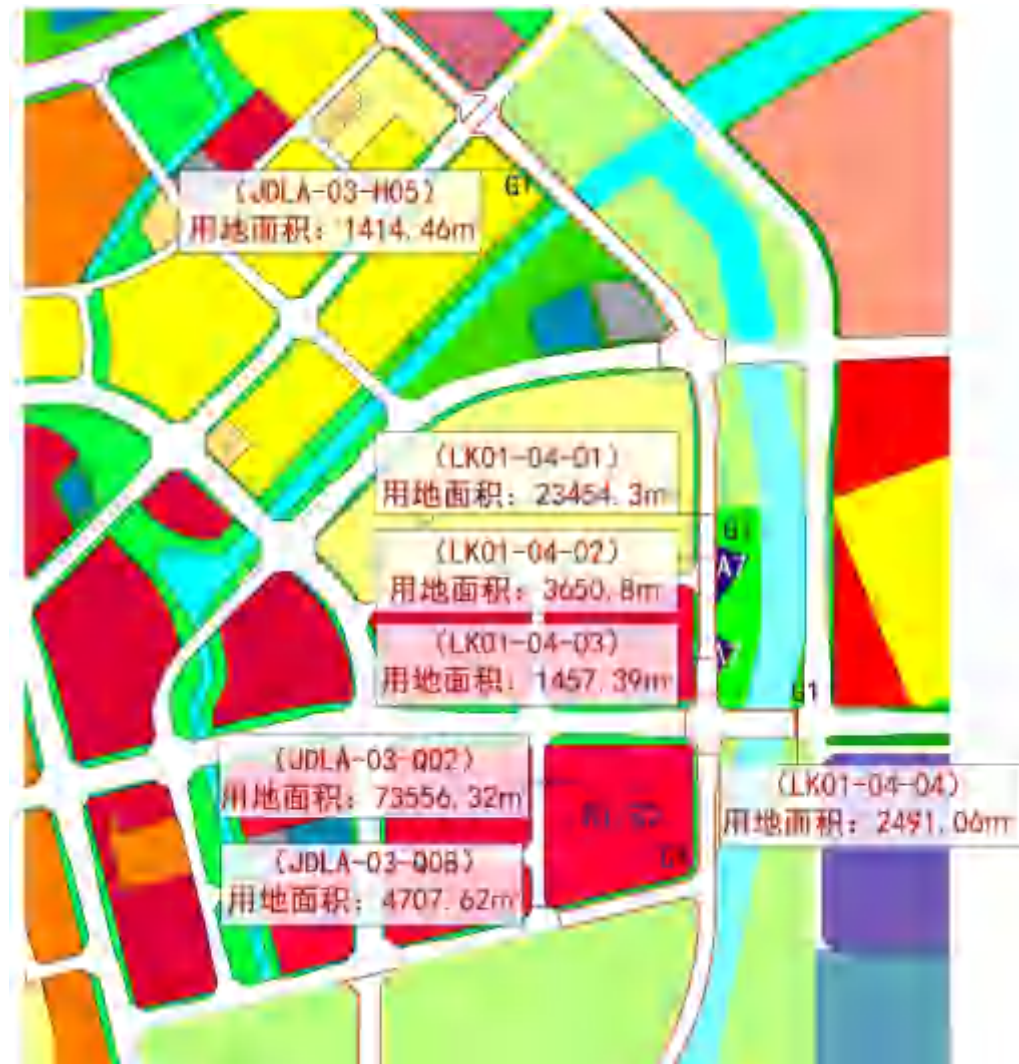 (JDLA-03-H05)
用地面积：1414.46m
G1
(LK01-04-01)
用地面积：23454.3m
G1
(LK01-04-02)
用地面积：3650.8m
A7
(LK01-04-03)
用地面积：1457.39m
G1
(JDLA-03-Q02)
用地面积：73556.32m
(LK01-04-04)
用地面积：2491.06m
(JDLA-03-Q08)
用地面积：4707.62m